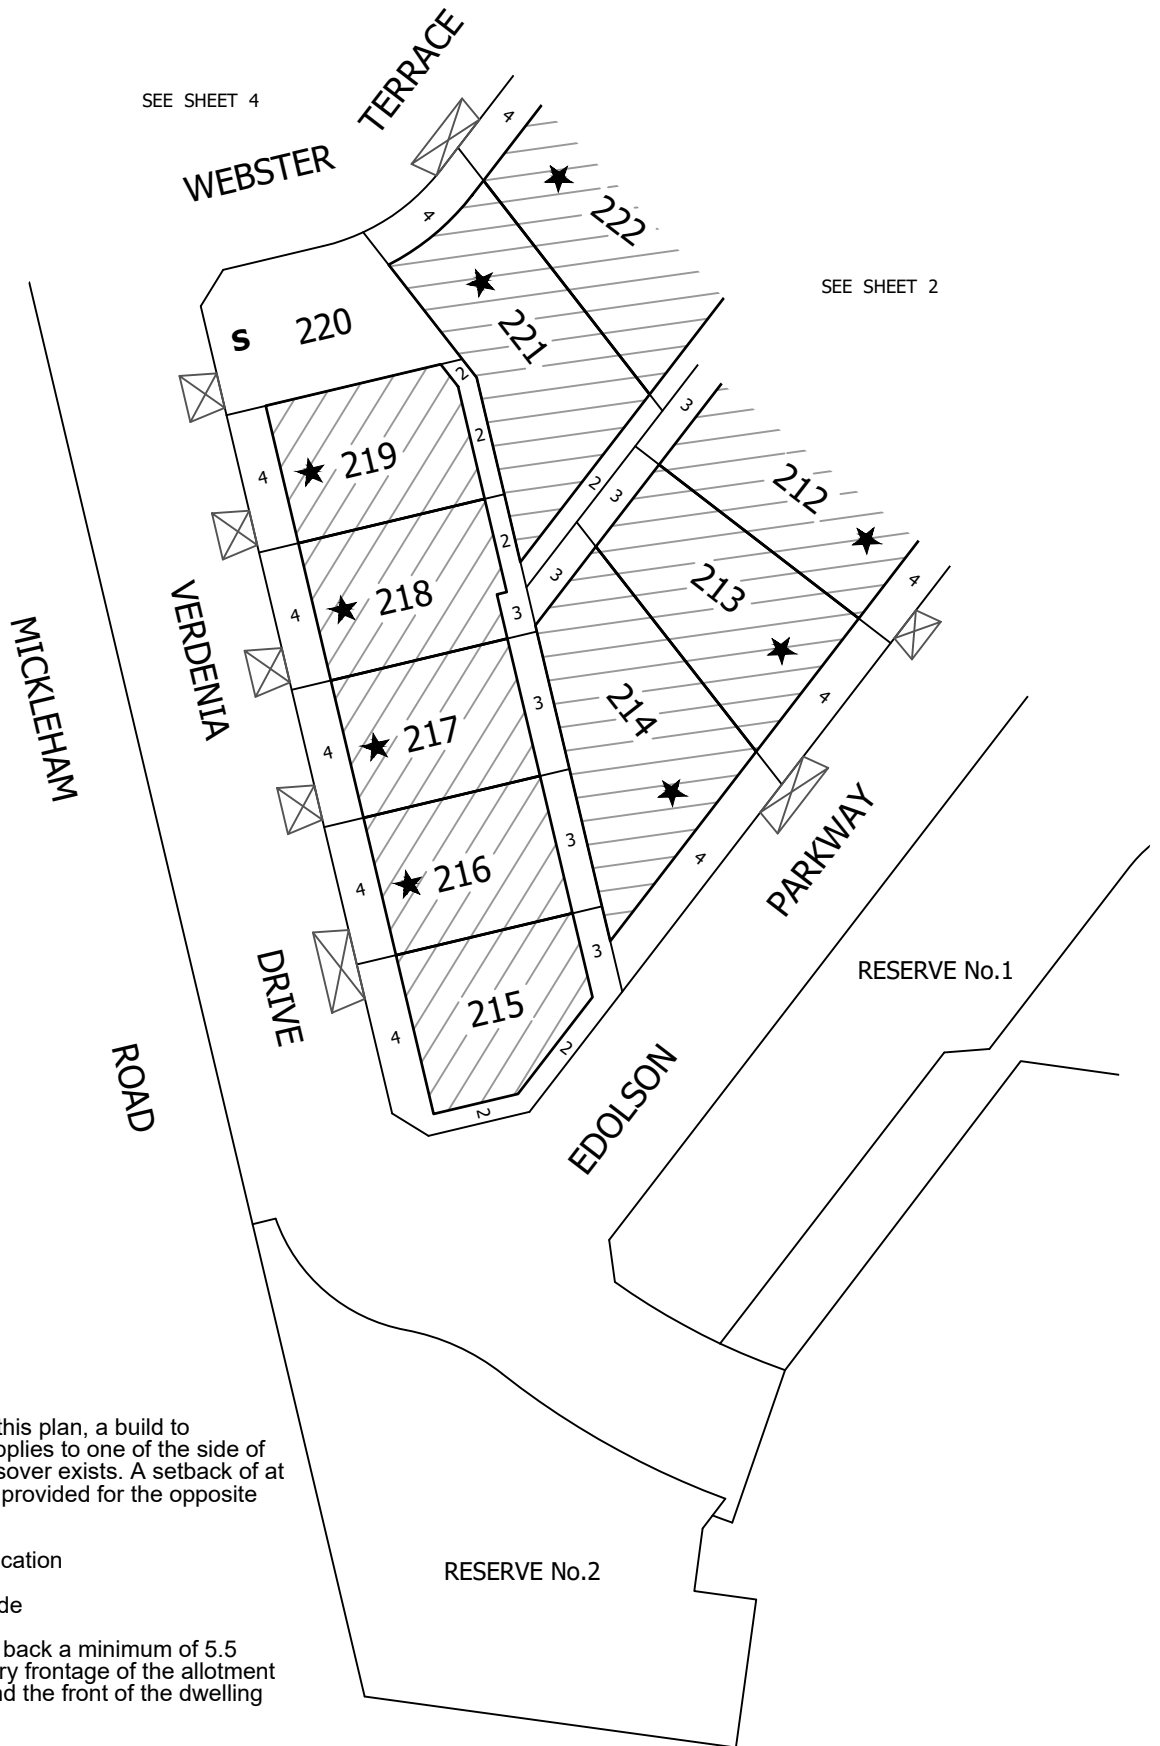 TERRACE
SEE SHEET 4
WEBSTER
4
4
222
221
SEE SHEET 2
S 220
2
2
219
4
3
2
3
212
2
218
4
3
3
213
4
VERDENIA
MICKLEHAM
217
4
3
214
4
216
4
3
4
PARKWAY
215
4
3
2
2
DRIVE
RESERVE No.1
ROAD
EDOLSON
this plan, a build to
pplies to one of the side of
sover exists. A setback of at
provided for the opposite
cation
de
back a minimum of 5.5
ry frontage of the allotment
nd the front of the dwelling
RESERVE No.2